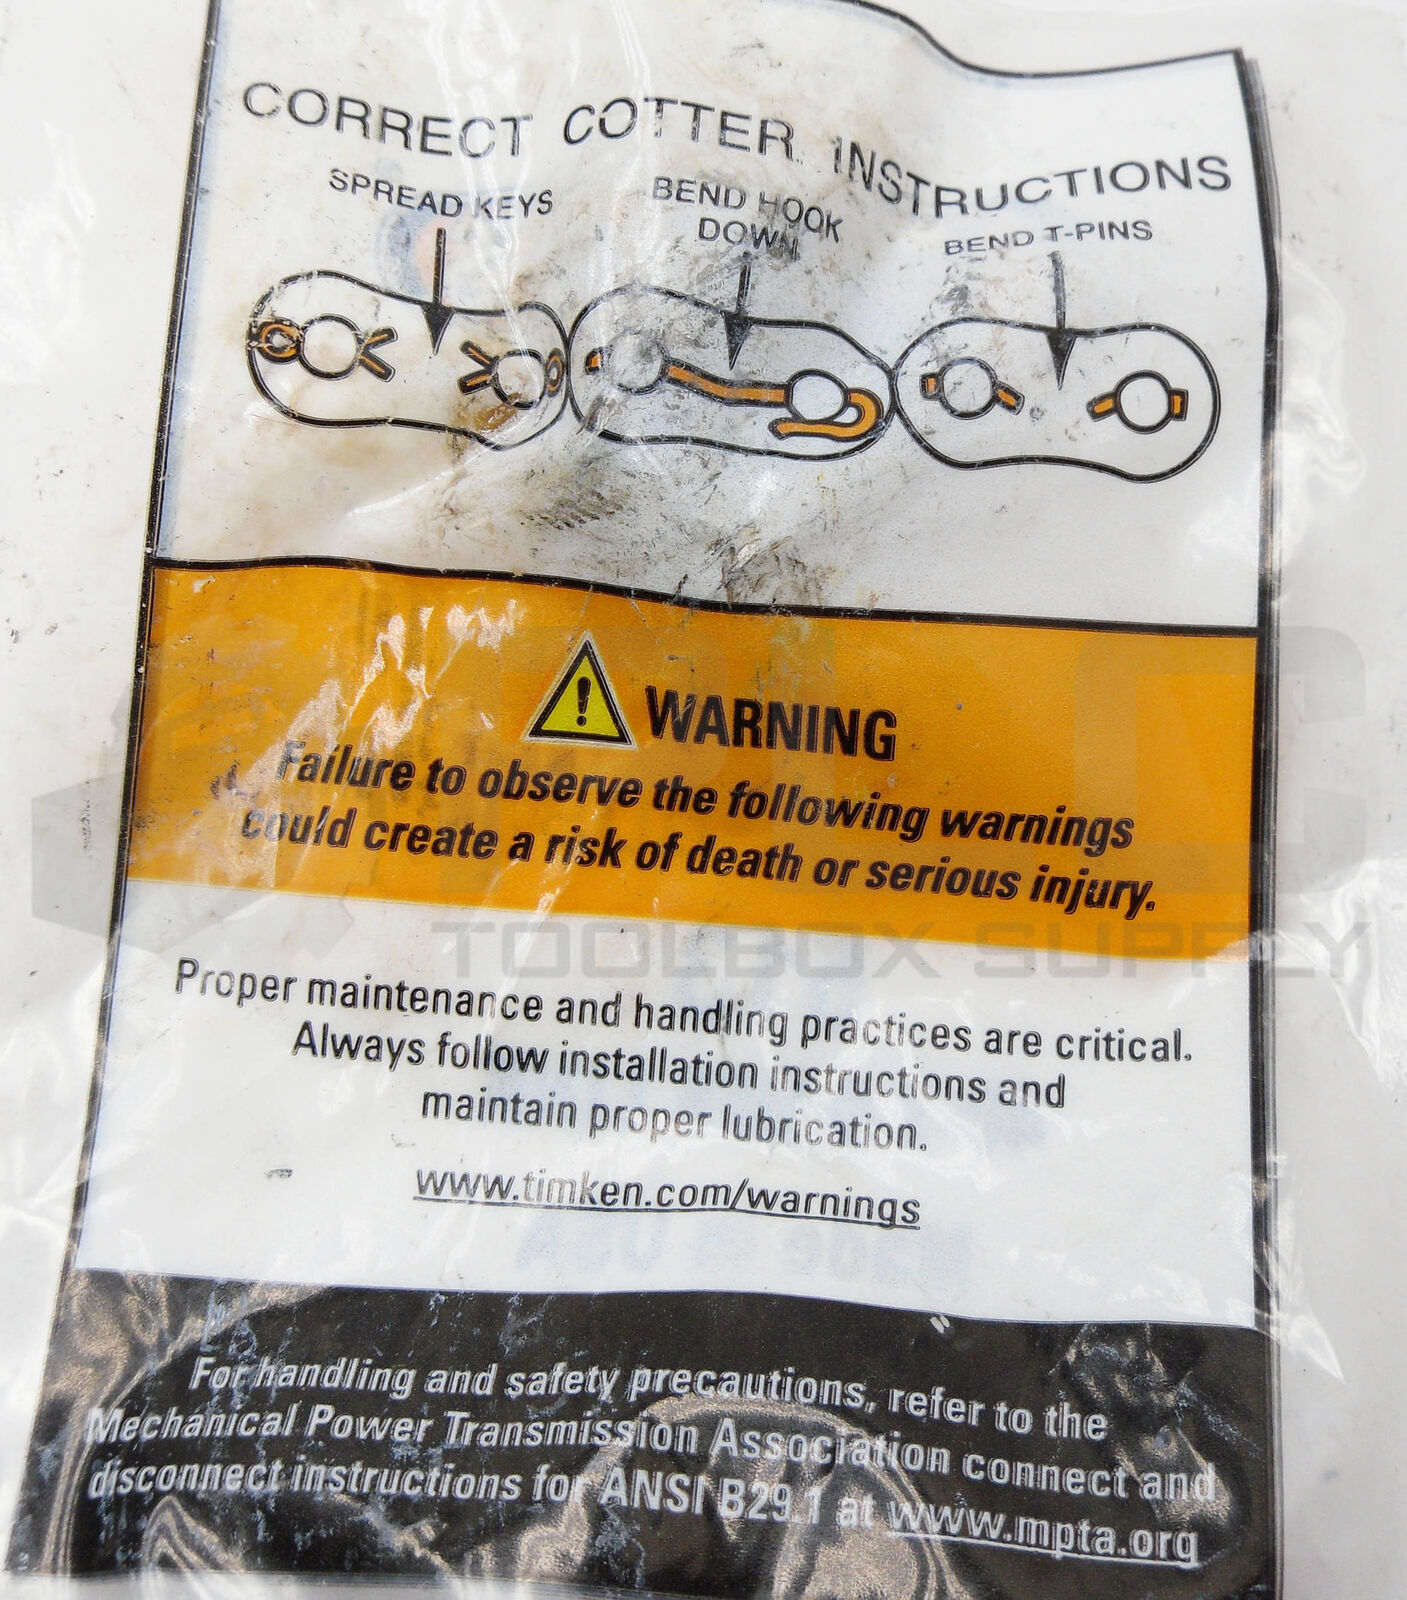 CORRECT COTTER INSTRUCTIONS
SPREAD KEYS
BEND HOOK
DOWN
BEND T-PINS
WARNING
Failure to observe the following warnings
could create a risk of death or serious injury.
TOOLBOX SUPPLY
Proper maintenance and handling practices are critical.
Always follow installation instructions and
maintain proper lubrication.
www.timken.com/warnings
For handling and safety precautions, refer to the
Mechanical Power Transmission Association connect and
disconnect instructions for ANSI B29.1 at www.mpta.org